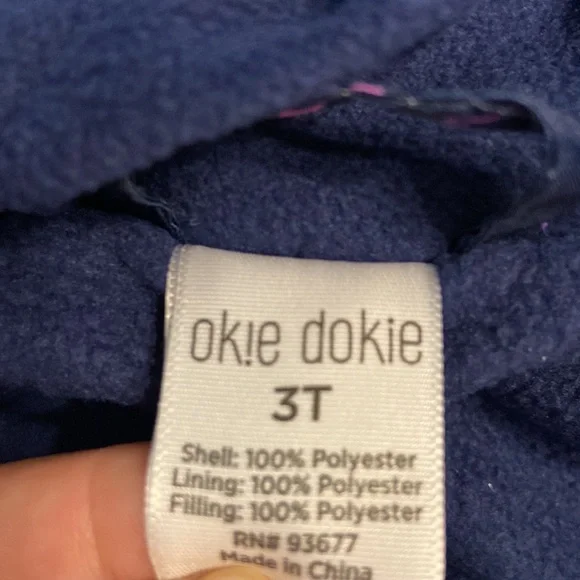 okie dokie
3T
Shell: 100% Polyester
Lining: 100% Polyester
Filling: 100% Polyester
RN# 93677
Made in China